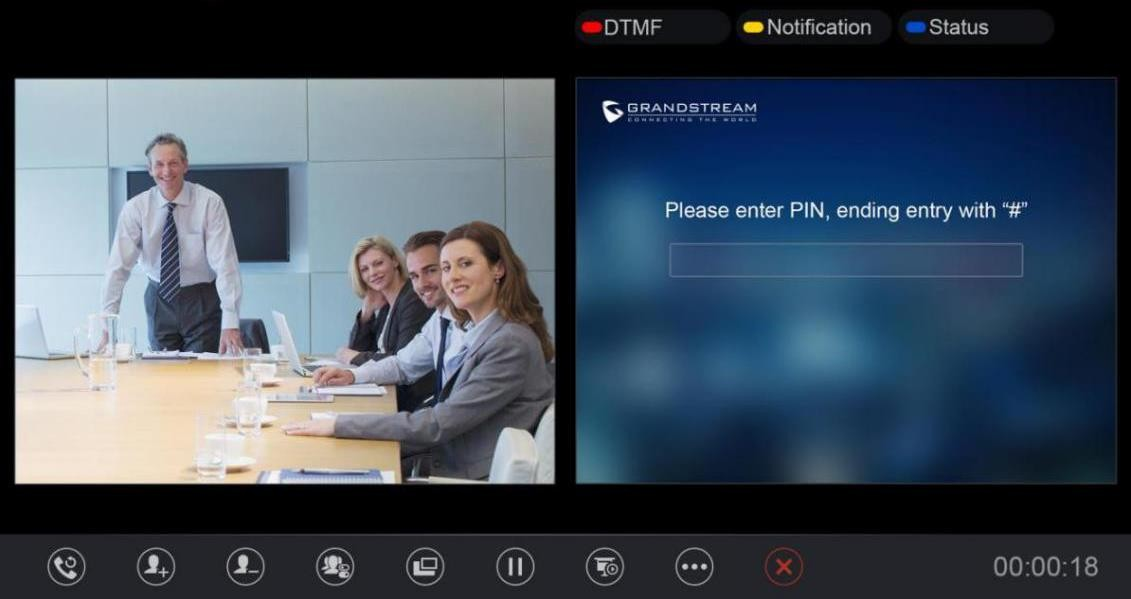 DTMF
Notification
Status
GRANDSTREAM
CONNECTING THE WORLD
Please enter PIN, ending entry with “#”
00:00:18